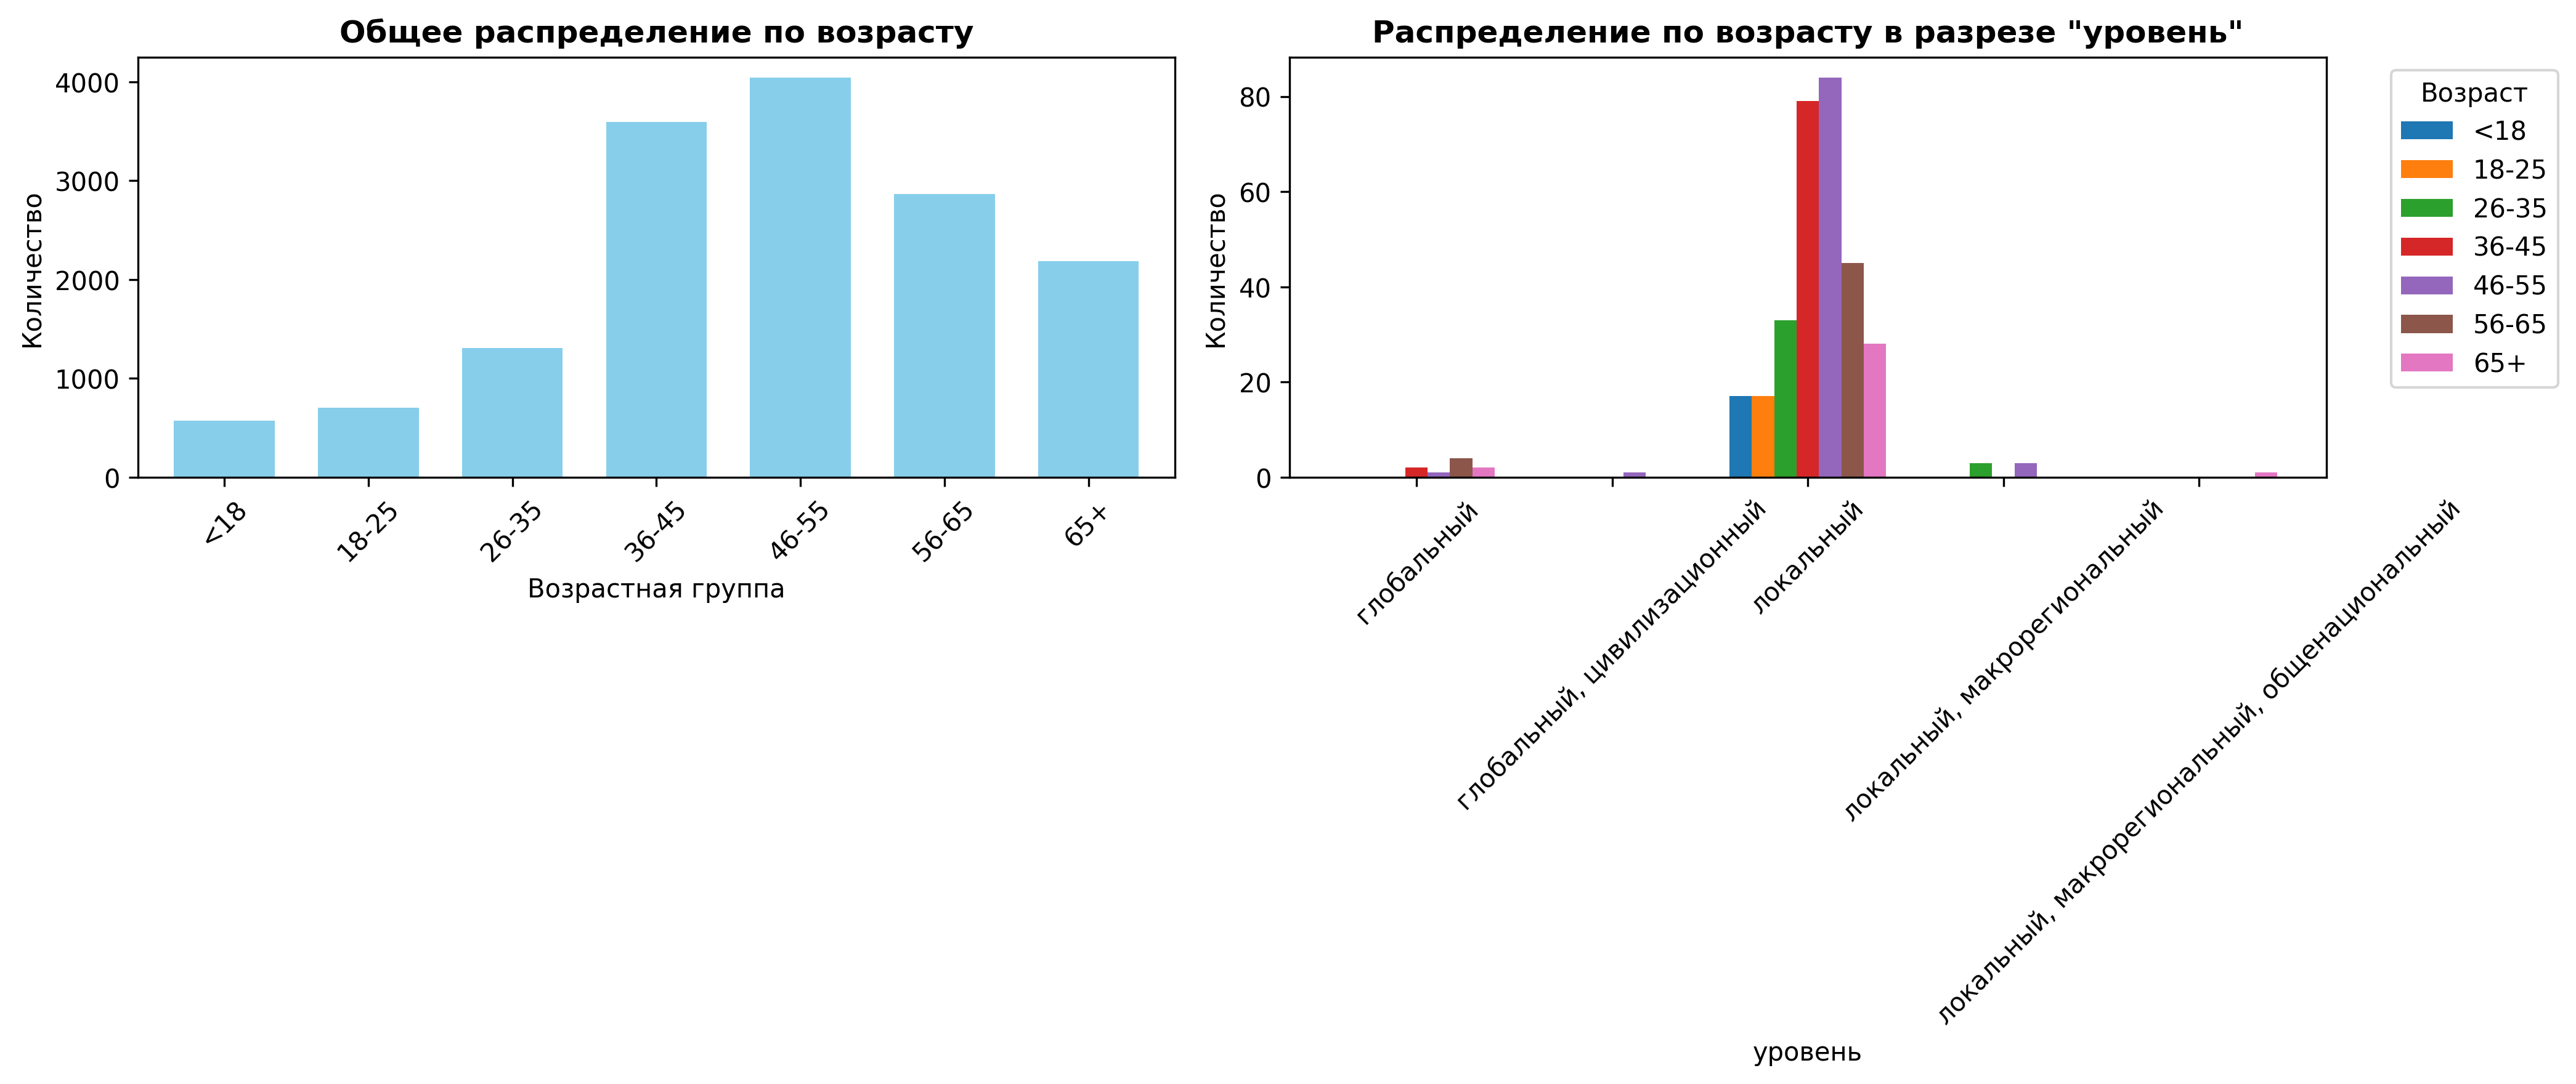 Общее распределение по возрасту
Количество
4000
3000
2000
1000
0
<18
18-25
26-35
36-45
46-55
56-65
65+
Возрастная группа
Распределение по возрасту в разрезе "уровень"
Количество
80
60
40
20
0
глобальный
глобальный, цивилизационный
локальный
локальный, макрорегиональный
локальный, макрорегиональный, общенациональный
уровень
Возраст
<18
18-25
26-35
36-45
46-55
56-65
65+